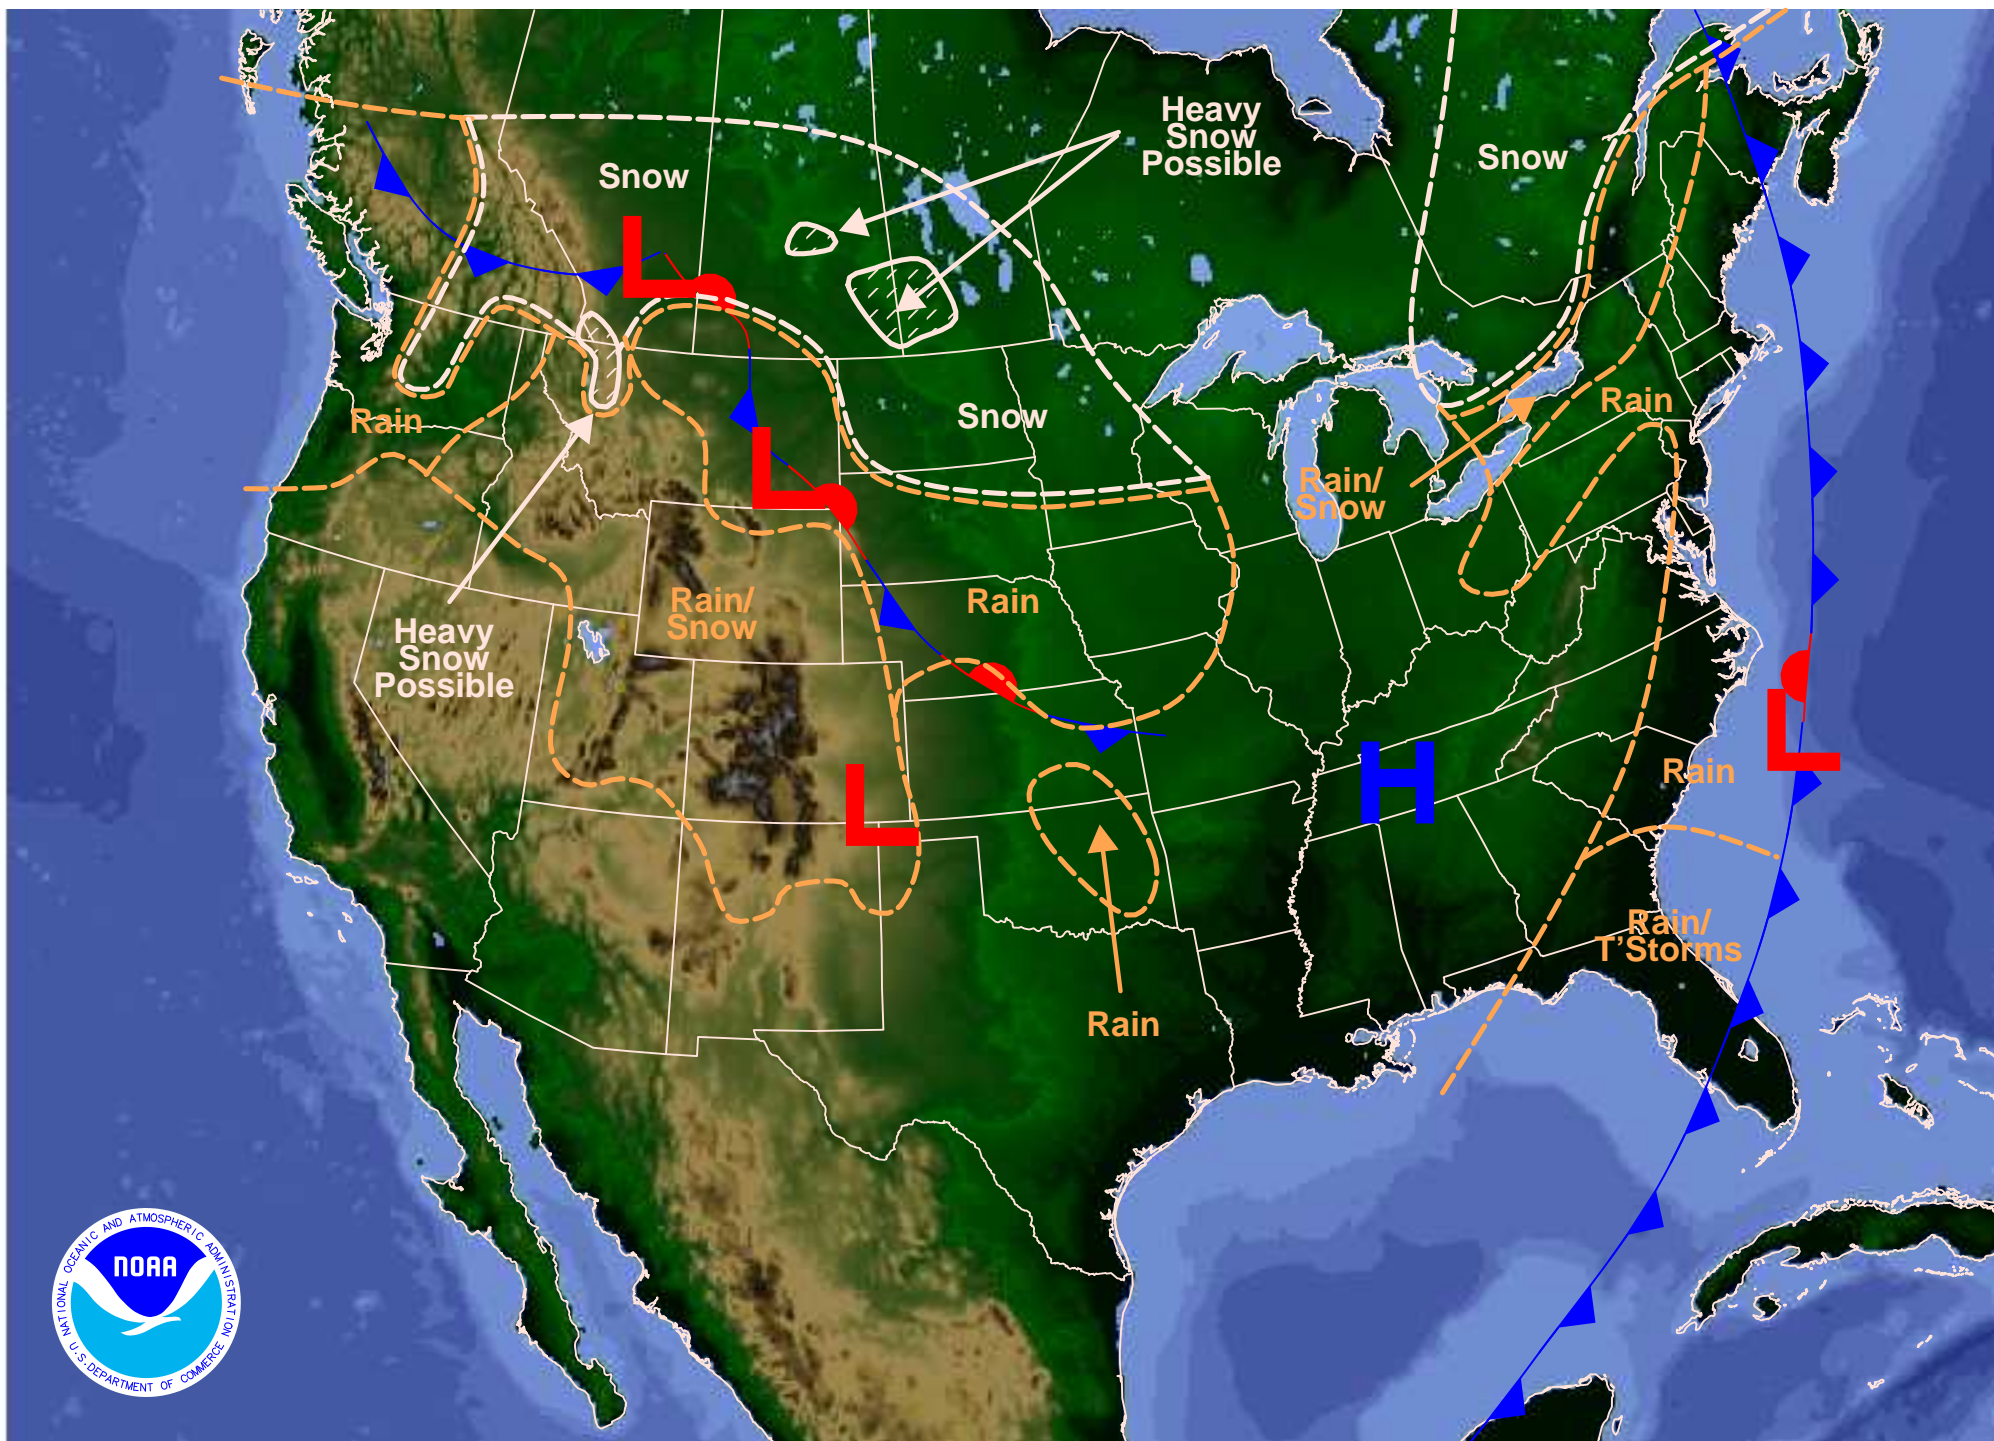 Heavy
Snow
Possible
Snow
Snow
L
Rain
Rain
Snow
L
Rain/
Snow
Rain/
Snow
Rain
Heavy
Snow
Possible
L
H
L
Rain
Rain/
T'Storms
Rain
NATIONAL OCEANIC AND ATMOSPHERIC ADMINISTRATION
NOAA
U.S. DEPARTMENT OF COMMERCE